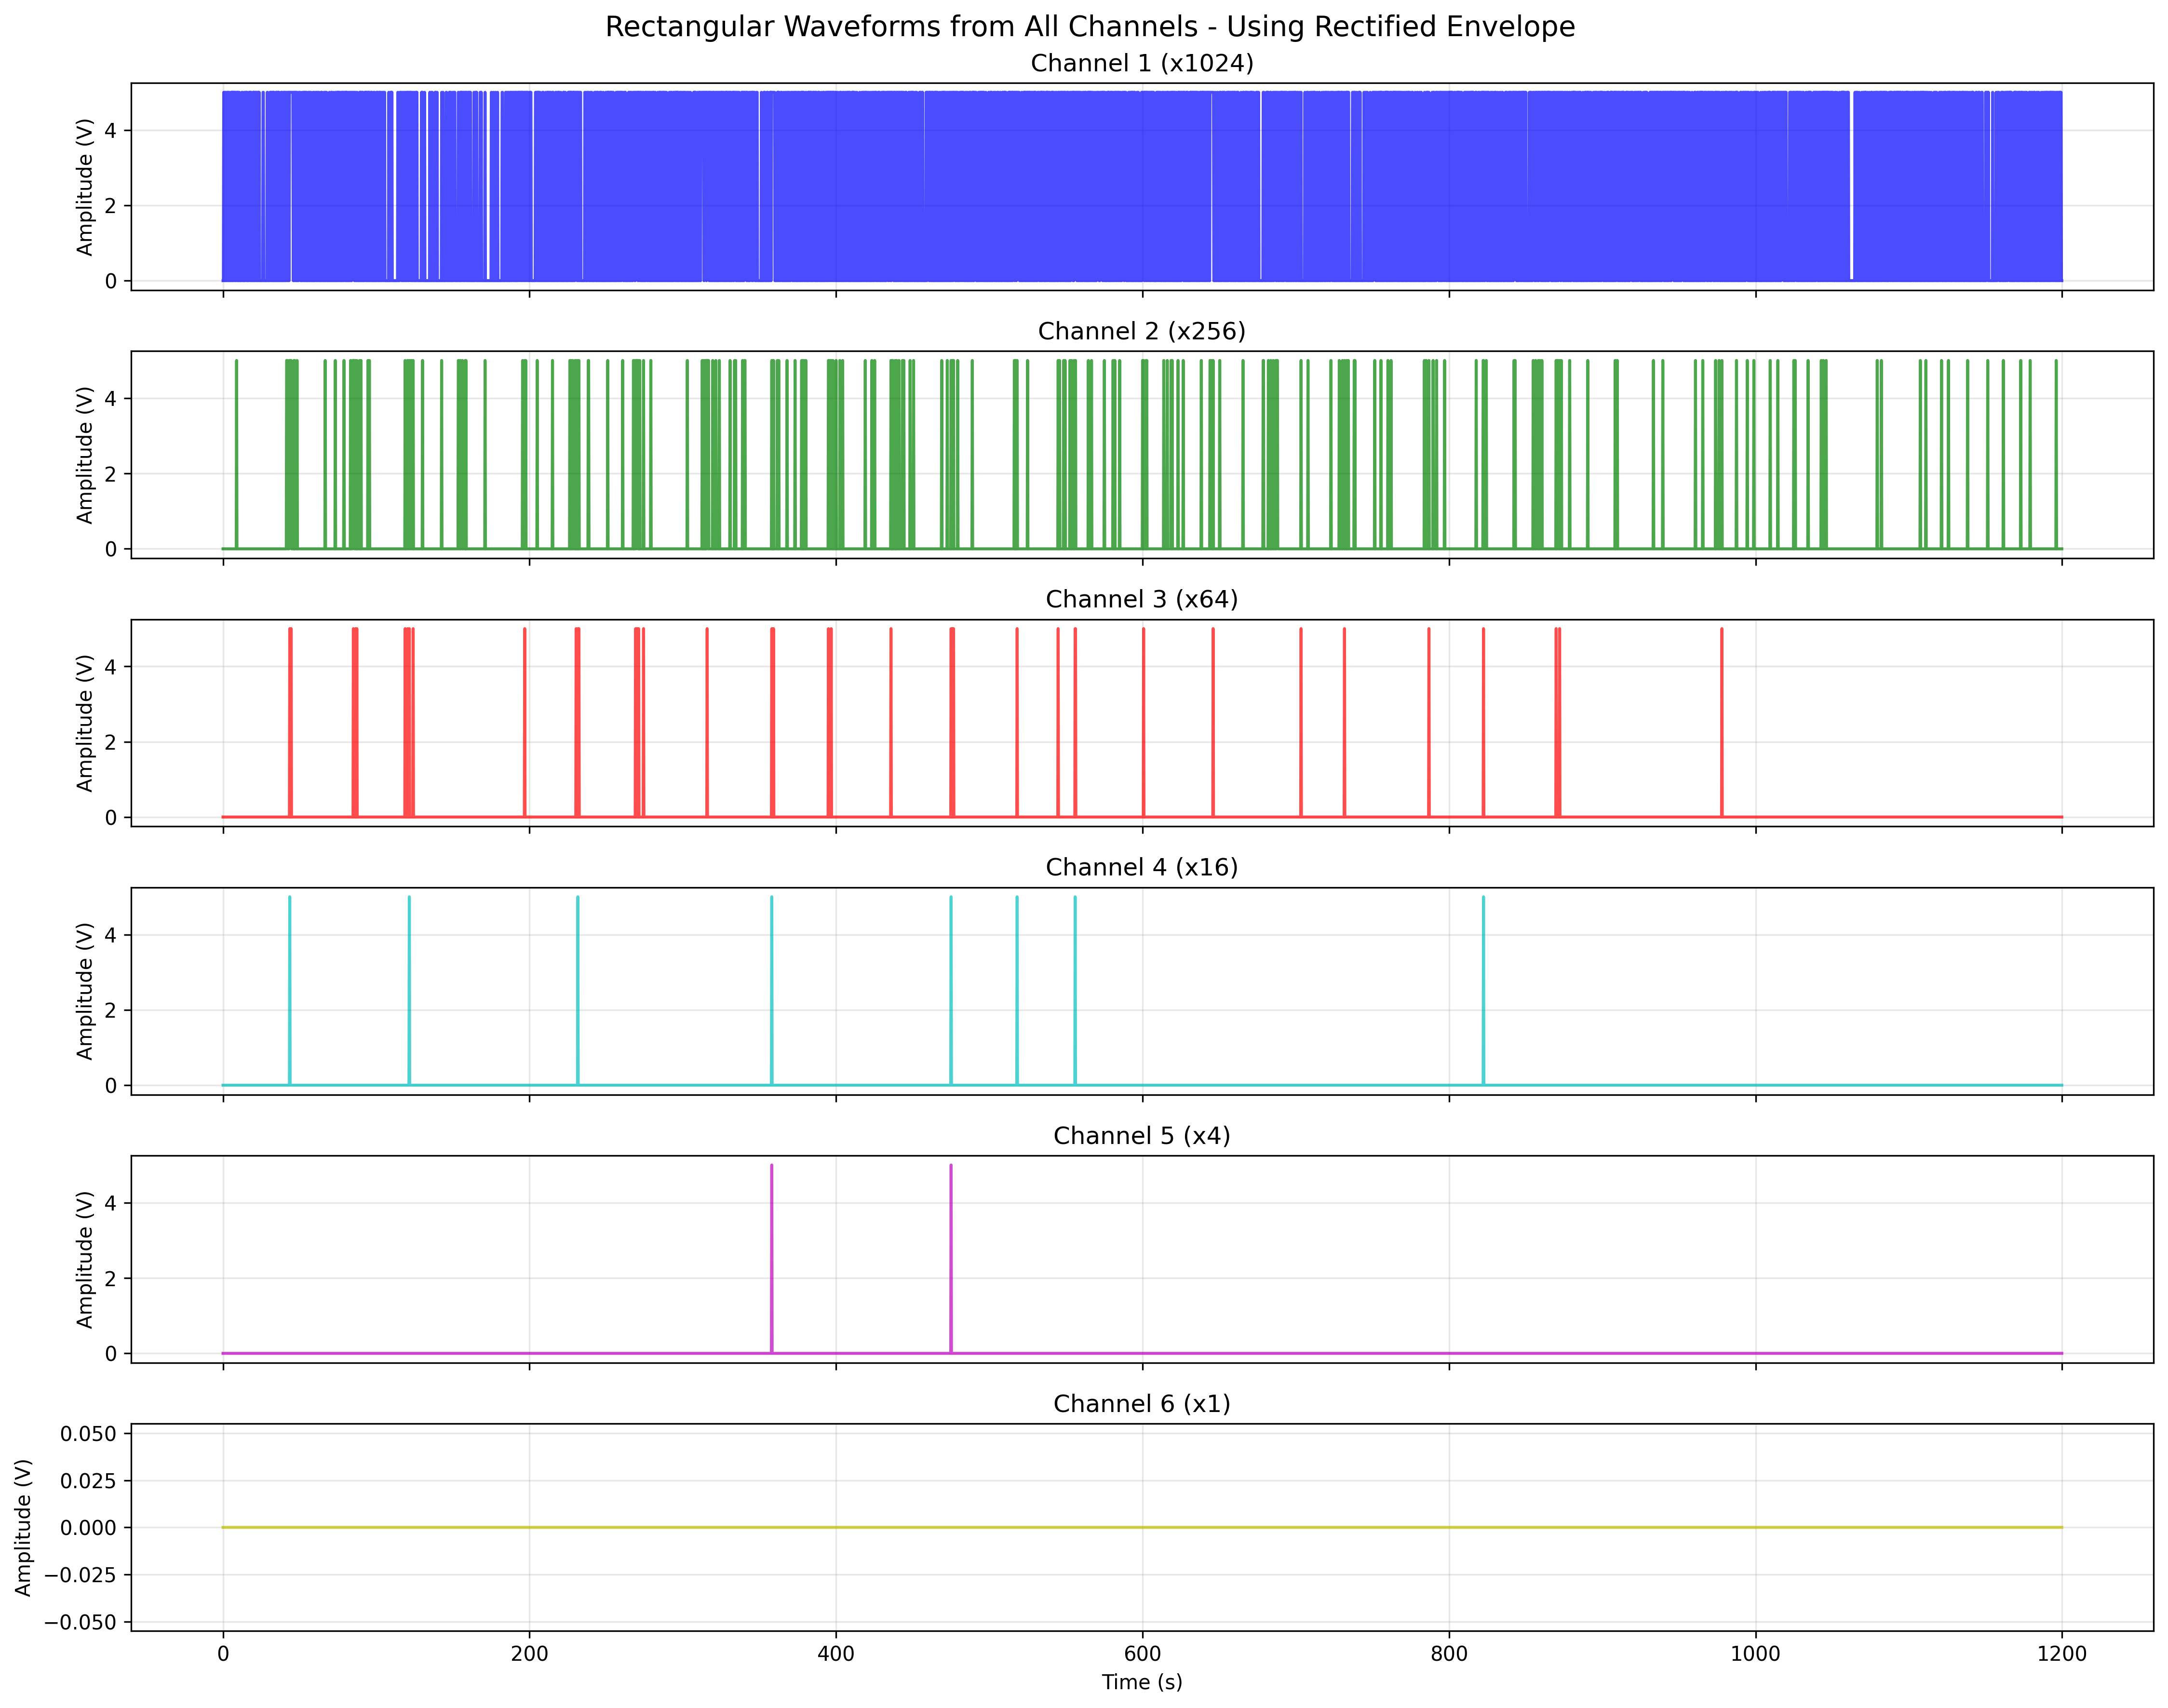 Rectangular Waveforms from All Channels - Using Rectified Envelope
Channel 1 (x1024)
Amplitude (V)
4
2
0
Channel 2 (x256)
Amplitude (V)
4
2
0
Channel 3 (x64)
Amplitude (V)
4
2
0
Channel 4 (x16)
Amplitude (V)
4
2
0
Channel 5 (x4)
Amplitude (V)
4
2
0
Channel 6 (x1)
Amplitude (V)
0.050
0.025
0.000
−0.025
−0.050
0 200 400 600 800 1000 1200
Time (s)